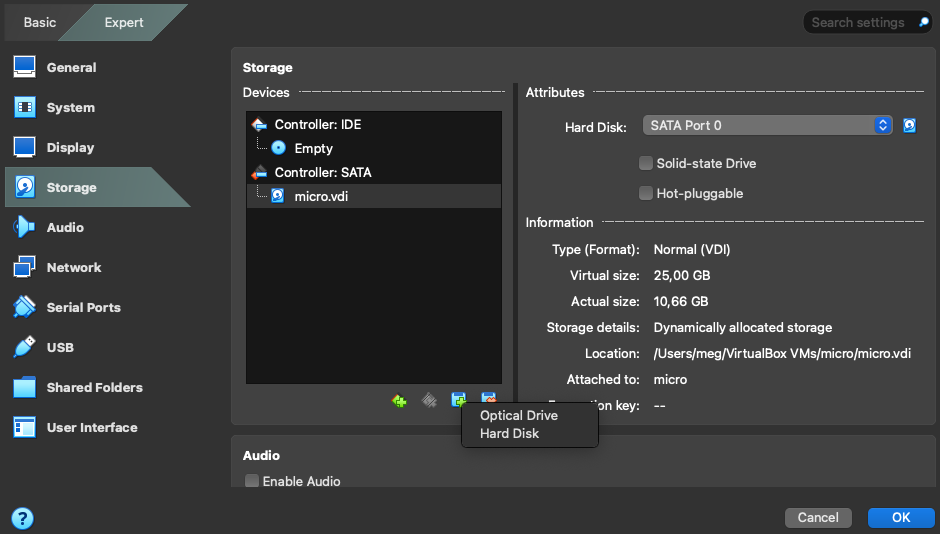 Basic
Expert
Search settings
General
System
Display
Storage
Audio
Network
Serial Ports
USB
Shared Folders
User Interface
Storage
Devices
Controller: IDE
Empty
Controller: SATA
micro.vdi
Attributes
Hard Disk: SATA Port 0
Solid-state Drive
Hot-pluggable
Information
Type (Format): Normal (VDI)
Virtual size: 25,00 GB
Actual size: 10,66 GB
Storage details: Dynamically allocated storage
Location: /Users/meg/VirtualBox VMs/micro/micro.vdi
Attached to: micro
key: --
Optical Drive
Hard Disk
Audio
Enable Audio
?
Cancel
OK